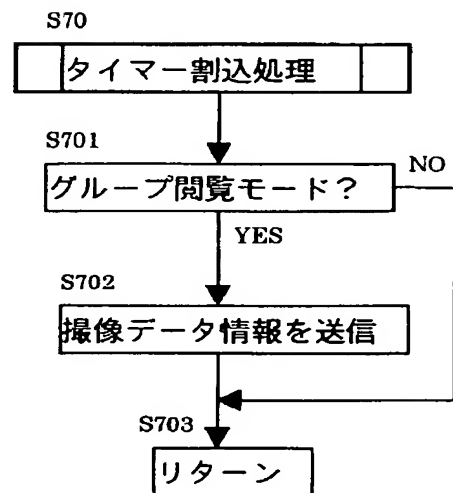 S70
タイマー割込処理
S701
グループ閲覧モード？
NO
YES
S702
撮像データ情報を送信
S703
リターン